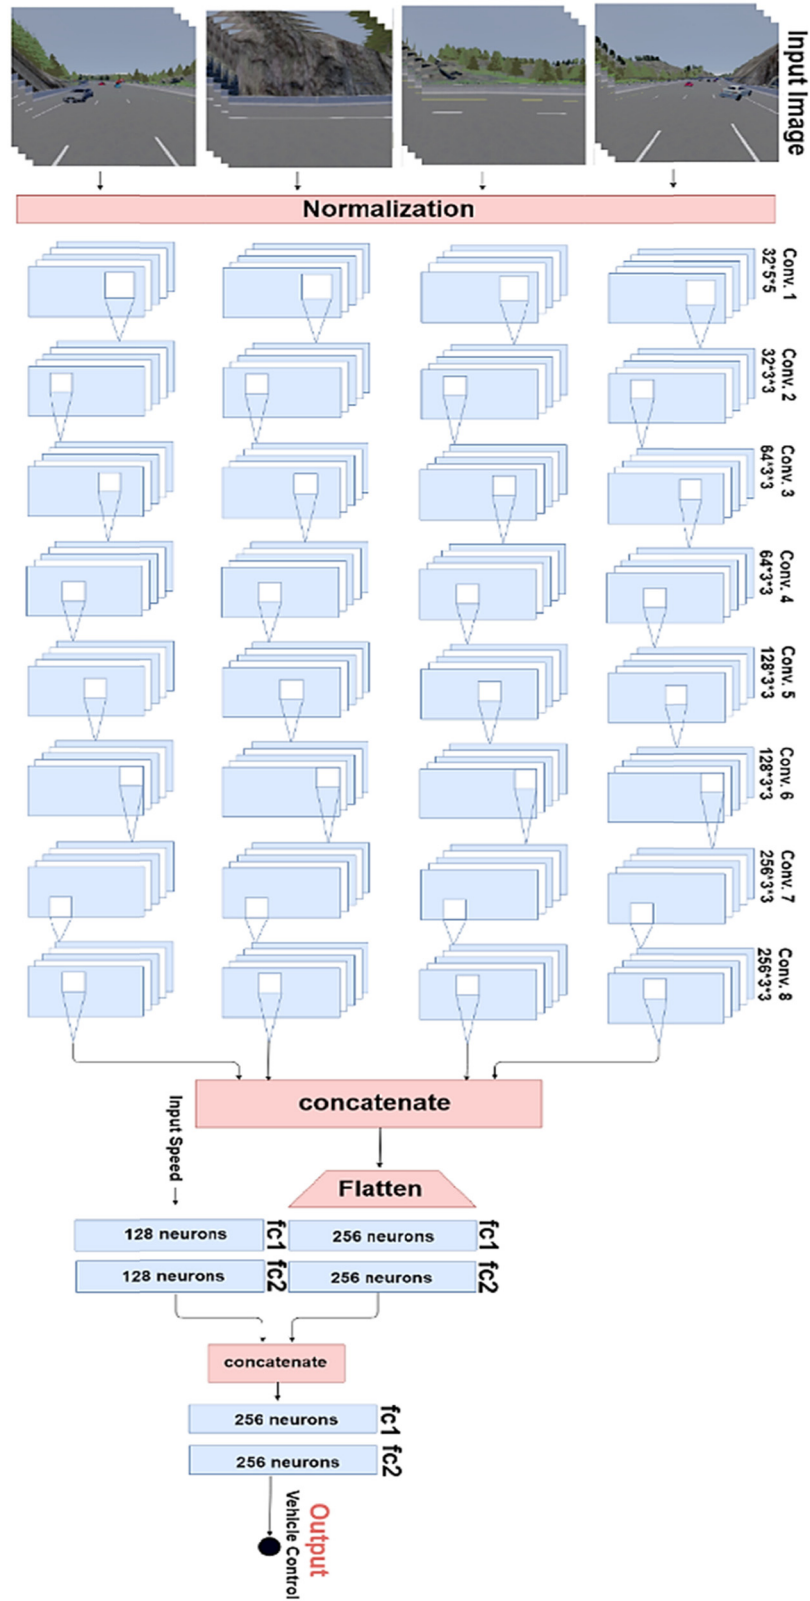 Input Image
Normalization
Conv. 1
32*5*5
Conv. 2
32*3*3
Conv. 3
64*3*3
Conv. 4
64*3*3
Conv. 5
128*3*3
Conv. 6
128*3*3
Conv. 7
256*3*3
Conv. 8
256*3*3
concatenate
Input Speed
Flatten
128 neurons
fc1
256 neurons
fc1
128 neurons
fc2
256 neurons
fc2
concatenate
256 neurons
fc1
256 neurons
fc2
Output
Vehicle Control